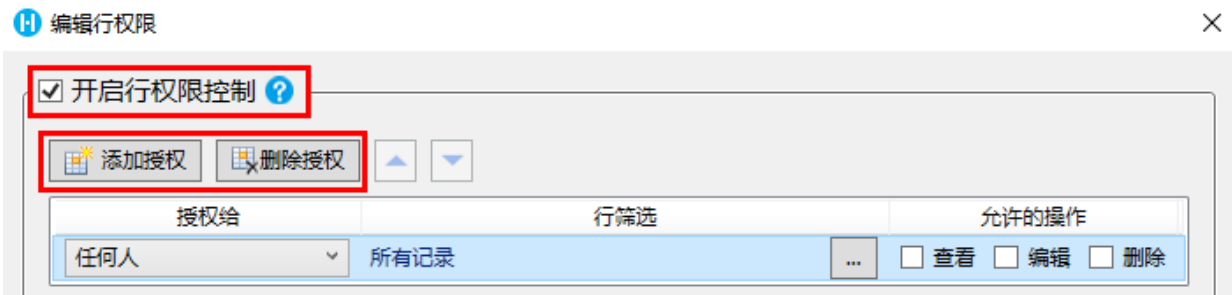 编辑行权限
开启行权限控制 ?
添加授权 删除授权
授权给 行筛选 允许的操作
任何人 所有记录 ... 查看 编辑 删除